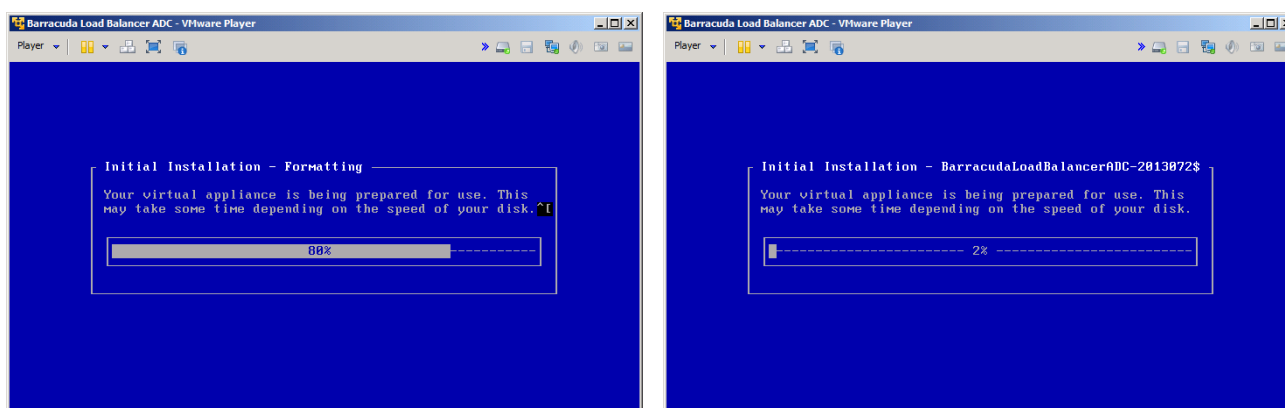 Barracuda Load Balancer ADC - VMware Player
Player
Initial Installation - Formatting
Your virtual appliance is being prepared for use. This
may take some time depending on the speed of your disk.^[
80%
Barracuda Load Balancer ADC - VMware Player
Player
Initial Installation - BarracudaLoadBalancerADC-2013072$
Your virtual appliance is being prepared for use. This
may take some time depending on the speed of your disk.
2%